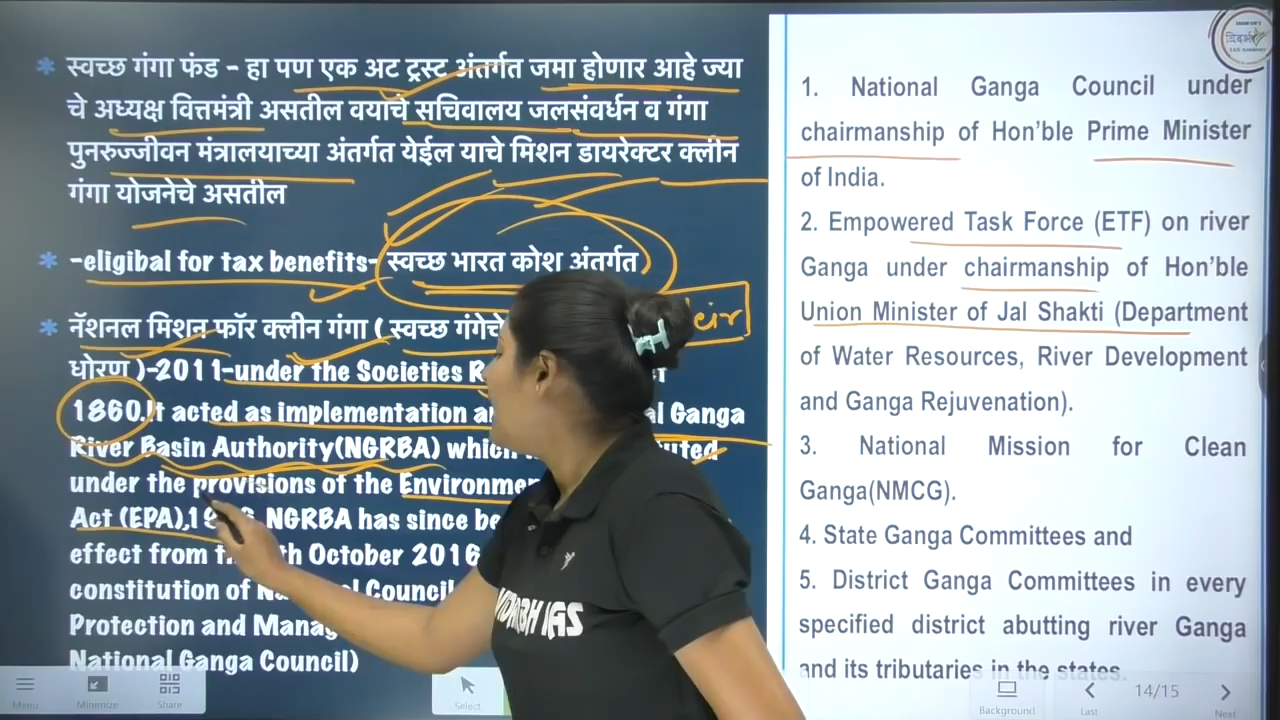 * स्वच्छ गंगा फंड - हा पण एक अट ट्रस्ट अंतर्गत जमा होणार आहे ज्या
चे अध्यक्ष वित्तमंत्री असतील वयाचे सचिवालय जलसंवर्धन व गंगा
पुनरुज्जीवन मंत्रालयाच्या अंतर्गत येईल याचे मिशन डायरेक्टर क्लीन
गंगा योजनेचे असतील
* -eligibal for tax benefits- स्वच्छ भारत कोश अंतर्गत
* नॅशनल मिशन फॉर क्लीन गंगा ( स्वच्छ गंगेचे
धोरण )-2011-under the Societies
1860.It acted as implementation Ganga
River Basin Authority(NGRBA)
under the provisions of the
Act (EPA), NGRBA has since
effect from October 2016
constitution of
Protection and
National Ganga Council)
1. National Ganga Council under
chairmanship of Hon'ble Prime Minister
of India.
2. Empowered Task Force (ETF) on river
Ganga under chairmanship of Hon'ble
Union Minister of Jal Shakti (Department
of Water Resources, River Development
and Ganga Rejuvenation).
3. National Mission for Clean
Ganga(NMCG).
4. State Ganga Committees and
5. District Ganga Committees in every
specified district abutting river Ganga
and its tributaries in the states.
Menu
Minimize
Share
Select
Background
Last
14/15
Next